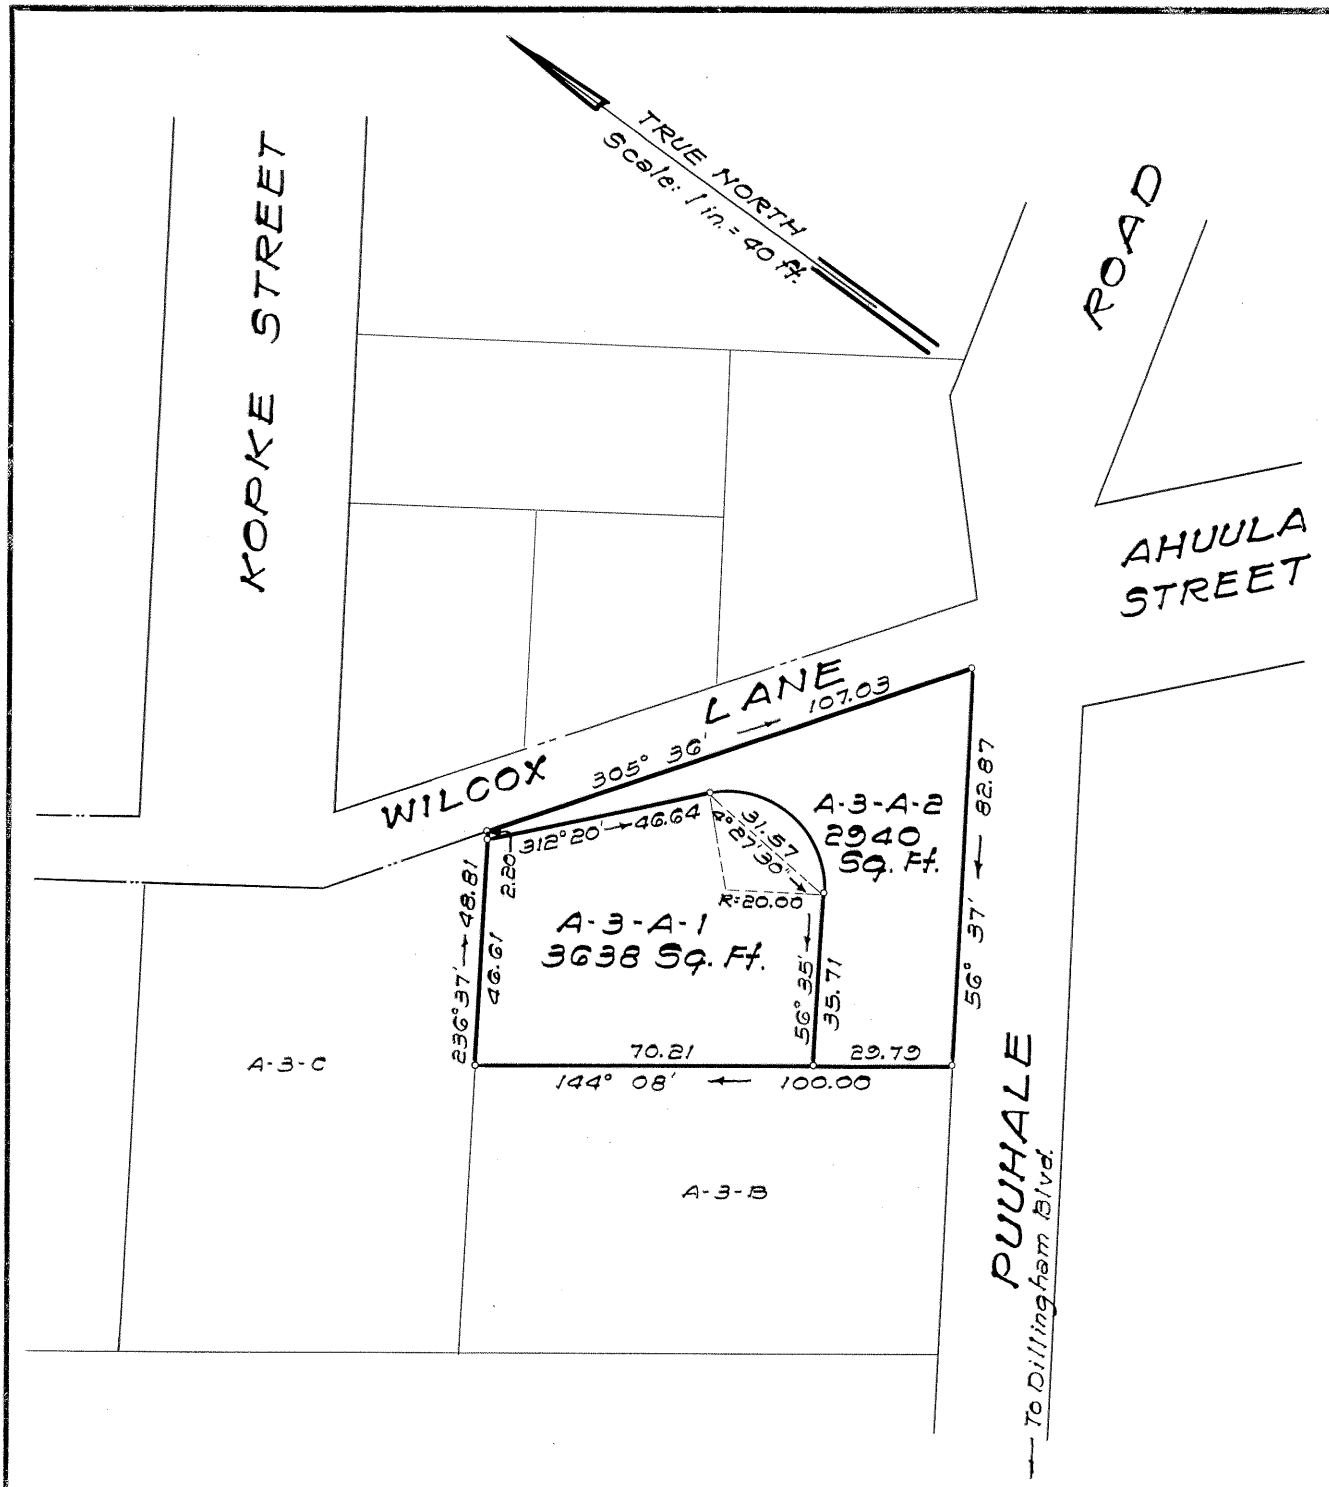 TRUE NORTH
Scale: 1 in. = 40 ft.
KOPKE STREET
ROAD
AHUULA
STREET
WILCOX LANE
305° 36' 107.03
312° 20' 46.64
2.20
31.57
4° 27' 30"
R=20.00
A-3-A-2
2940
Sq. Ft.
56° 37' 82.87
A-3-A-1
3638 Sq. Ft.
236° 37' 48.81
46.61
56° 35'
35.71
70.21
29.79
144° 08' 100.00
A-3-C
A-3-B
PUUHALE
To Dillingham Blvd.